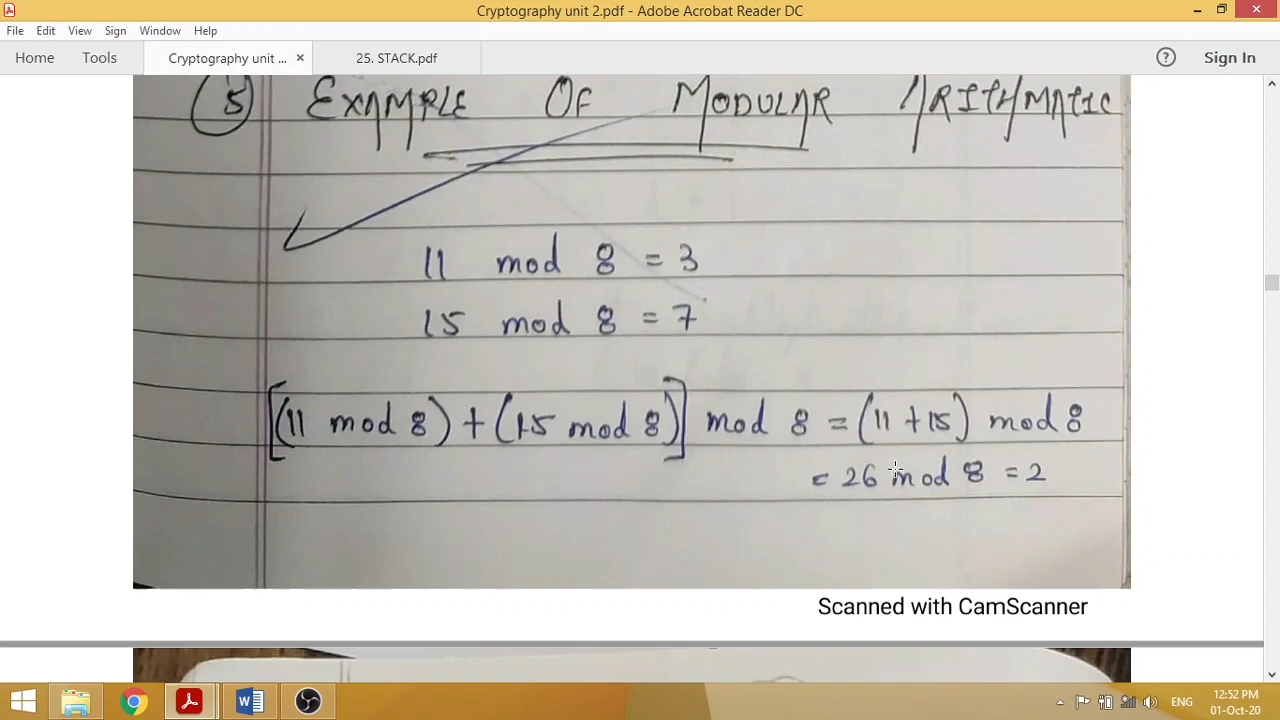 Cryptography unit 2.pdf - Adobe Acrobat Reader DC
File Edit View Sign Window Help
Home Tools Cryptography unit ... × 25. STACK.pdf ? Sign In
5 EXAMPLE OF MODULAR ARITHMATIC
11 mod 8 = 3
15 mod 8 = 7
[(11 mod 8) + (15 mod 8)] mod 8 = (11 + 15) mod 8
= 26 mod 8 = 2
Scanned with CamScanner
ENG 12:52 PM
01-Oct-20